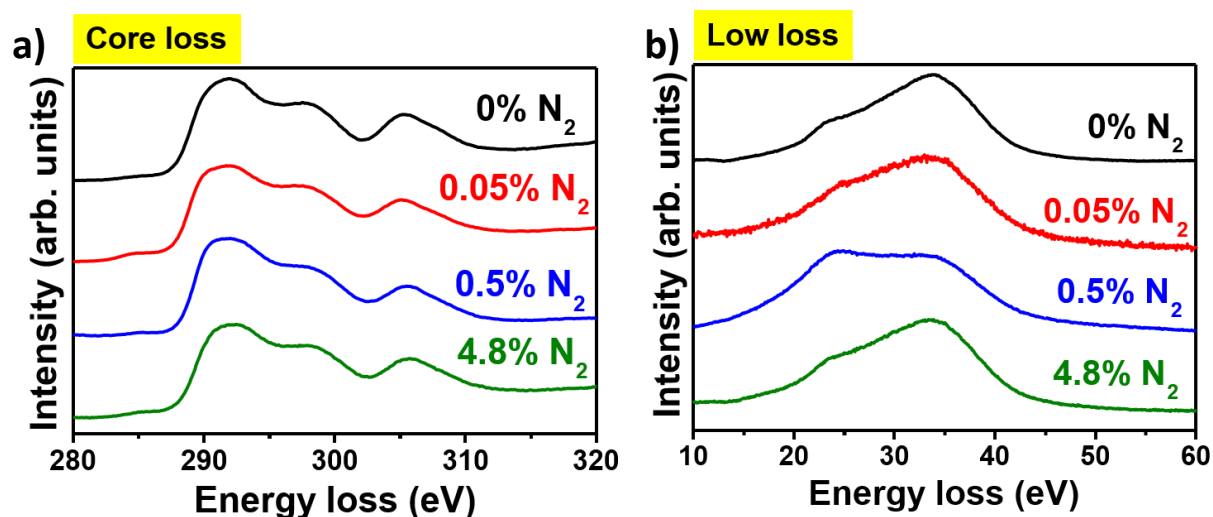 a)
Core loss
Intensity (arb. units)
0% N₂
0.05% N₂
0.5% N₂
4.8% N₂
280 290 300 310 320
Energy loss (eV)
b)
Low loss
Intensity (arb. units)
0% N₂
0.05% N₂
0.5% N₂
4.8% N₂
10 20 30 40 50 60
Energy loss (eV)